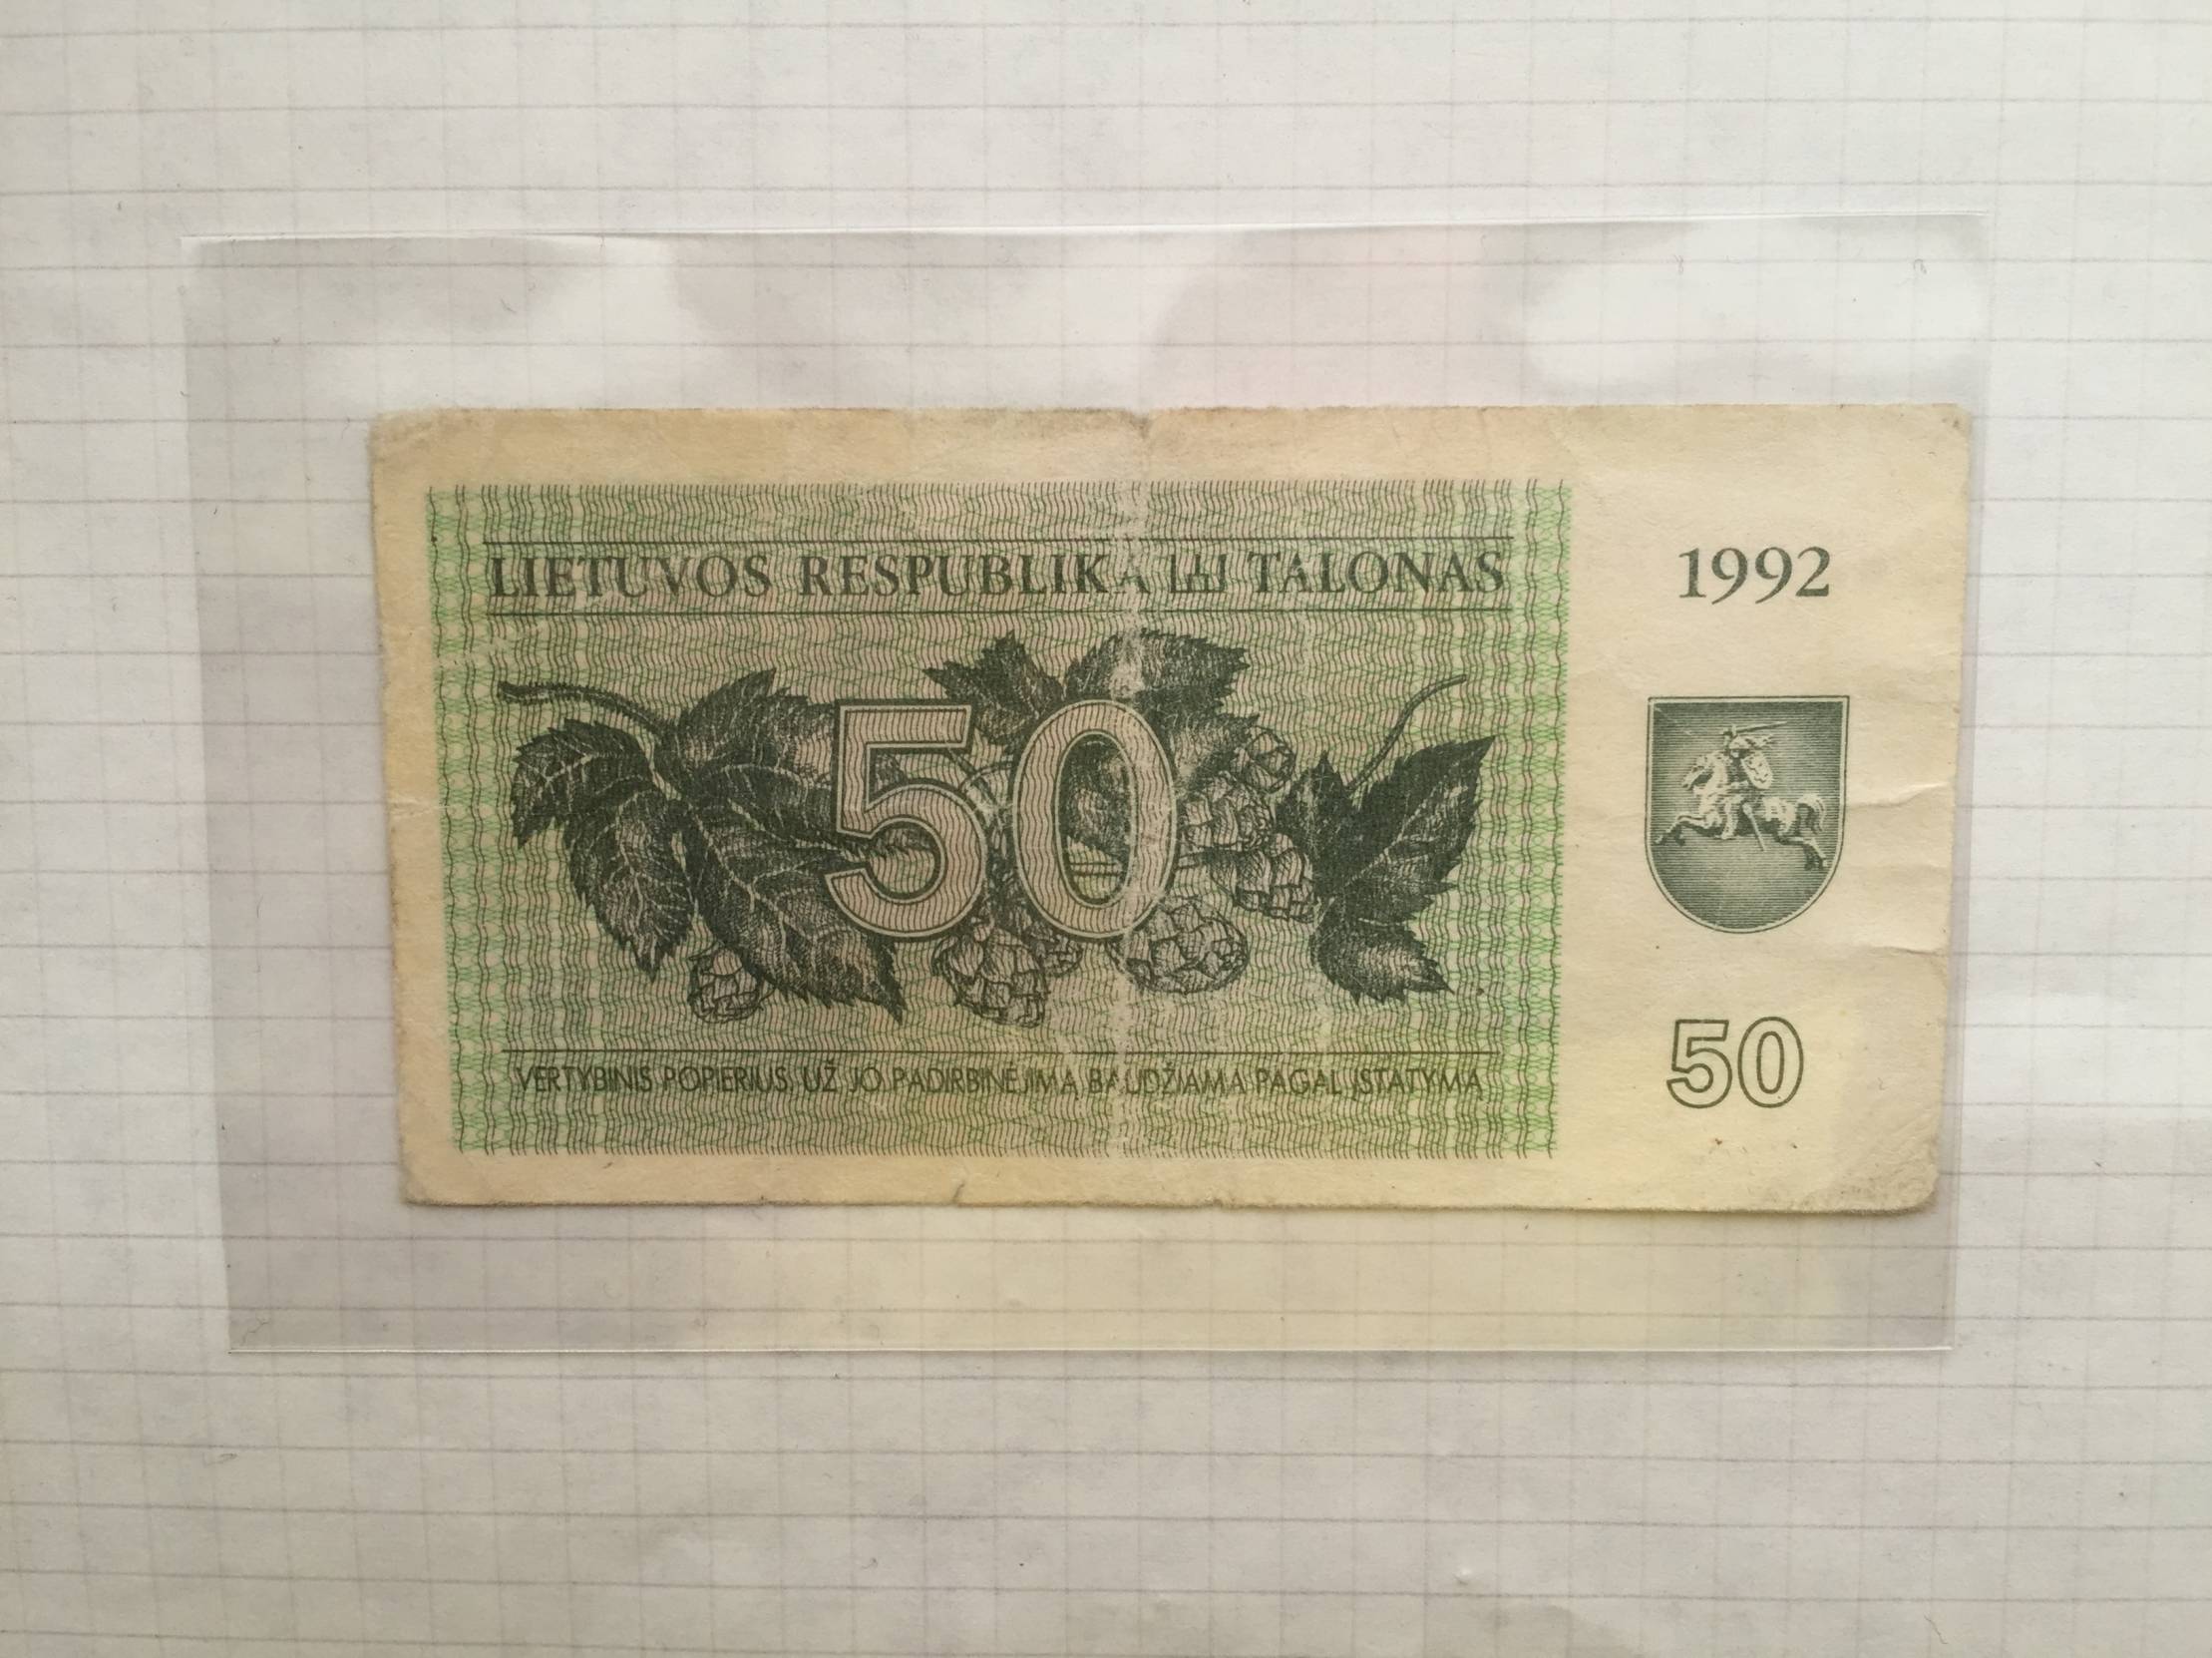 LIETUVOS RESPUBLIKA TALONAS
1992
50
VERTYBINIS POPIERIUS, UŽ JO PADIRBINĖJIMĄ BAUDŽIAMA PAGAL ĮSTATYMĄ
50